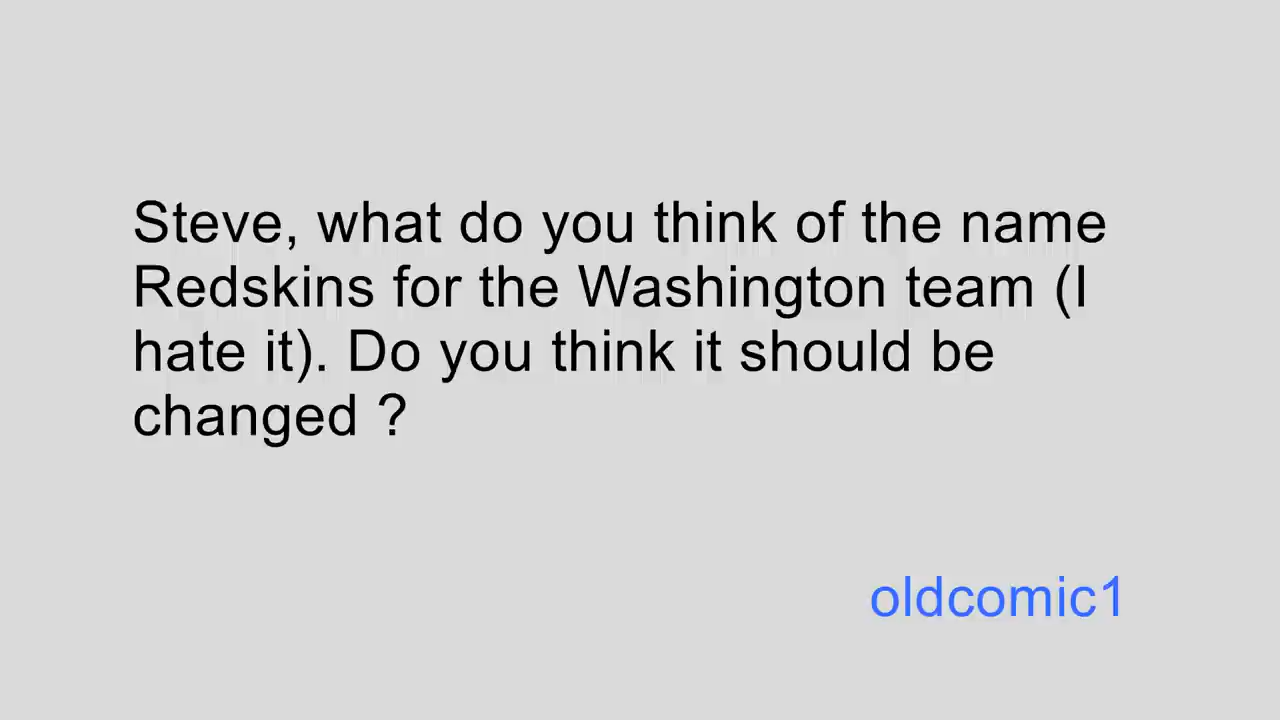 Steve, what do you think of the name
Redskins for the Washington team (I
hate it). Do you think it should be
changed ?
oldcomic1